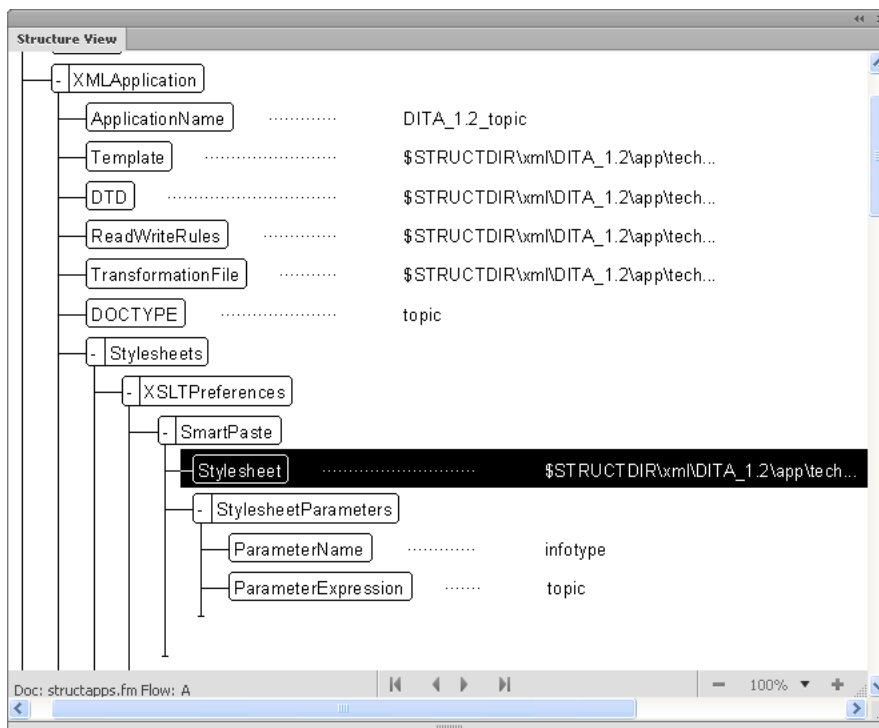 Structure View
- XMLApplication
ApplicationName DITA_1.2_topic
Template $STRUCTDIR\xml\DITA_1.2\app\tech...
DTD $STRUCTDIR\xml\DITA_1.2\app\tech...
ReadWriteRules $STRUCTDIR\xml\DITA_1.2\app\tech...
TransformationFile $STRUCTDIR\xml\DITA_1.2\app\tech...
DOCTYPE topic
- Stylesheets
- XSLTPreferences
- SmartPaste
Stylesheet $STRUCTDIR\xml\DITA_1.2\app\tech...
- StylesheetParameters
ParameterName infotype
ParameterExpression topic
Doc: structapps.fm Flow: A 100%